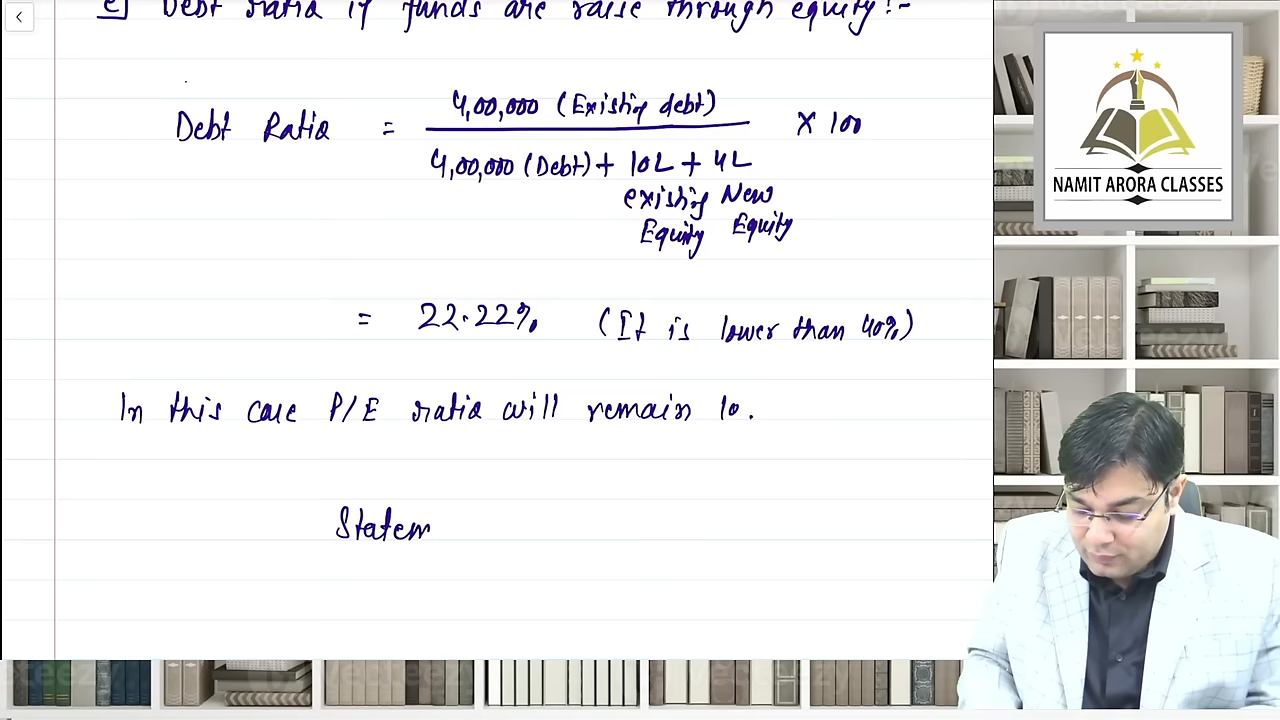 c] Debt ratio if funds are raise through equity:-
Debt Ratio = 4,00,000 (Existing debt) X 100
4,00,000 (Debt) + 10L + 4L
existing New
Equity Equity
= 22.22% (It is lower than 40%)
In this case P/E ratio will remain 10.
Statem
NAMIT ARORA CLASSES